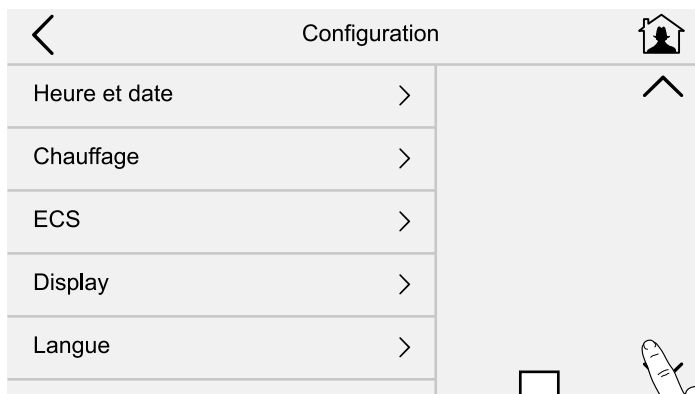 Configuration
Heure et date
Chauffage
ECS
Display
Langue